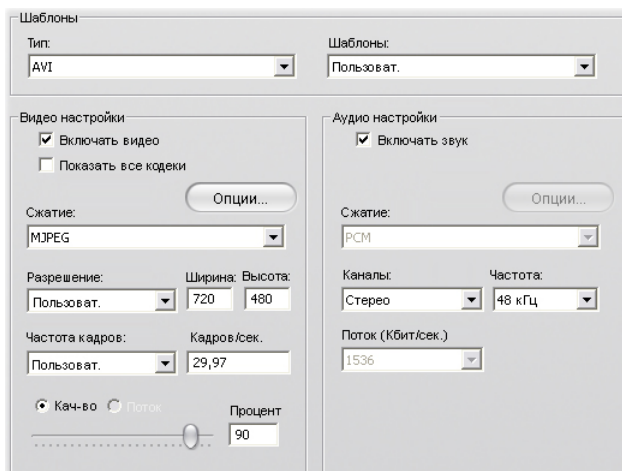 Шаблоны
Тип:
AVI
Шаблоны:
Пользоват.
Видео настройки
Включать видео
Показать все кодеки
Опции...
Сжатие:
MJPEG
Разрешение: Ширина: Высота:
Пользоват. 720 480
Частота кадров: Кадров/сек.
Пользоват. 29,97
Кач-во Поток Процент
90
Аудио настройки
Включать звук
Опции...
Сжатие:
PCM
Каналы: Частота:
Стерео 48 кГц
Поток (Кбит/сек.)
1536